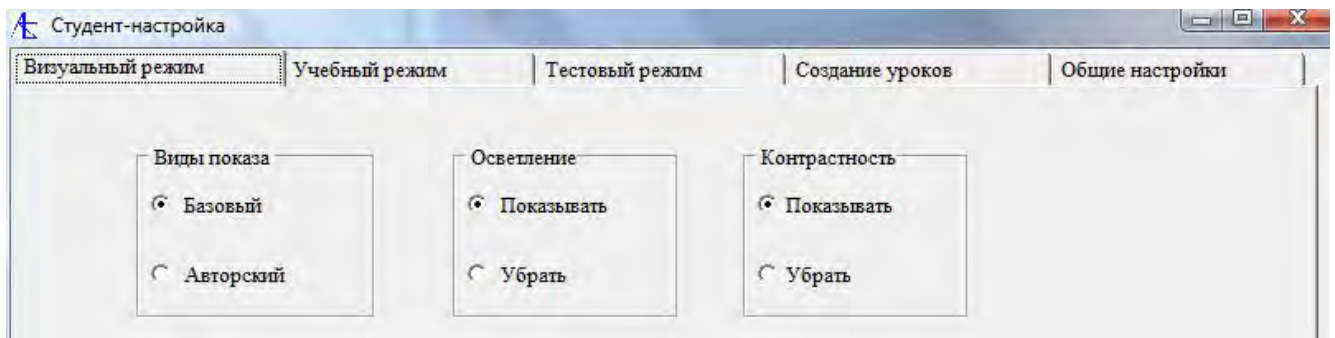 Студент-настройка
Визуальный режим Учебный режим Тестовый режим Создание уроков Общие настройки
Виды показа Осветление Контрастность
Базовый Показывать Показывать
Авторский Убрать Убрать